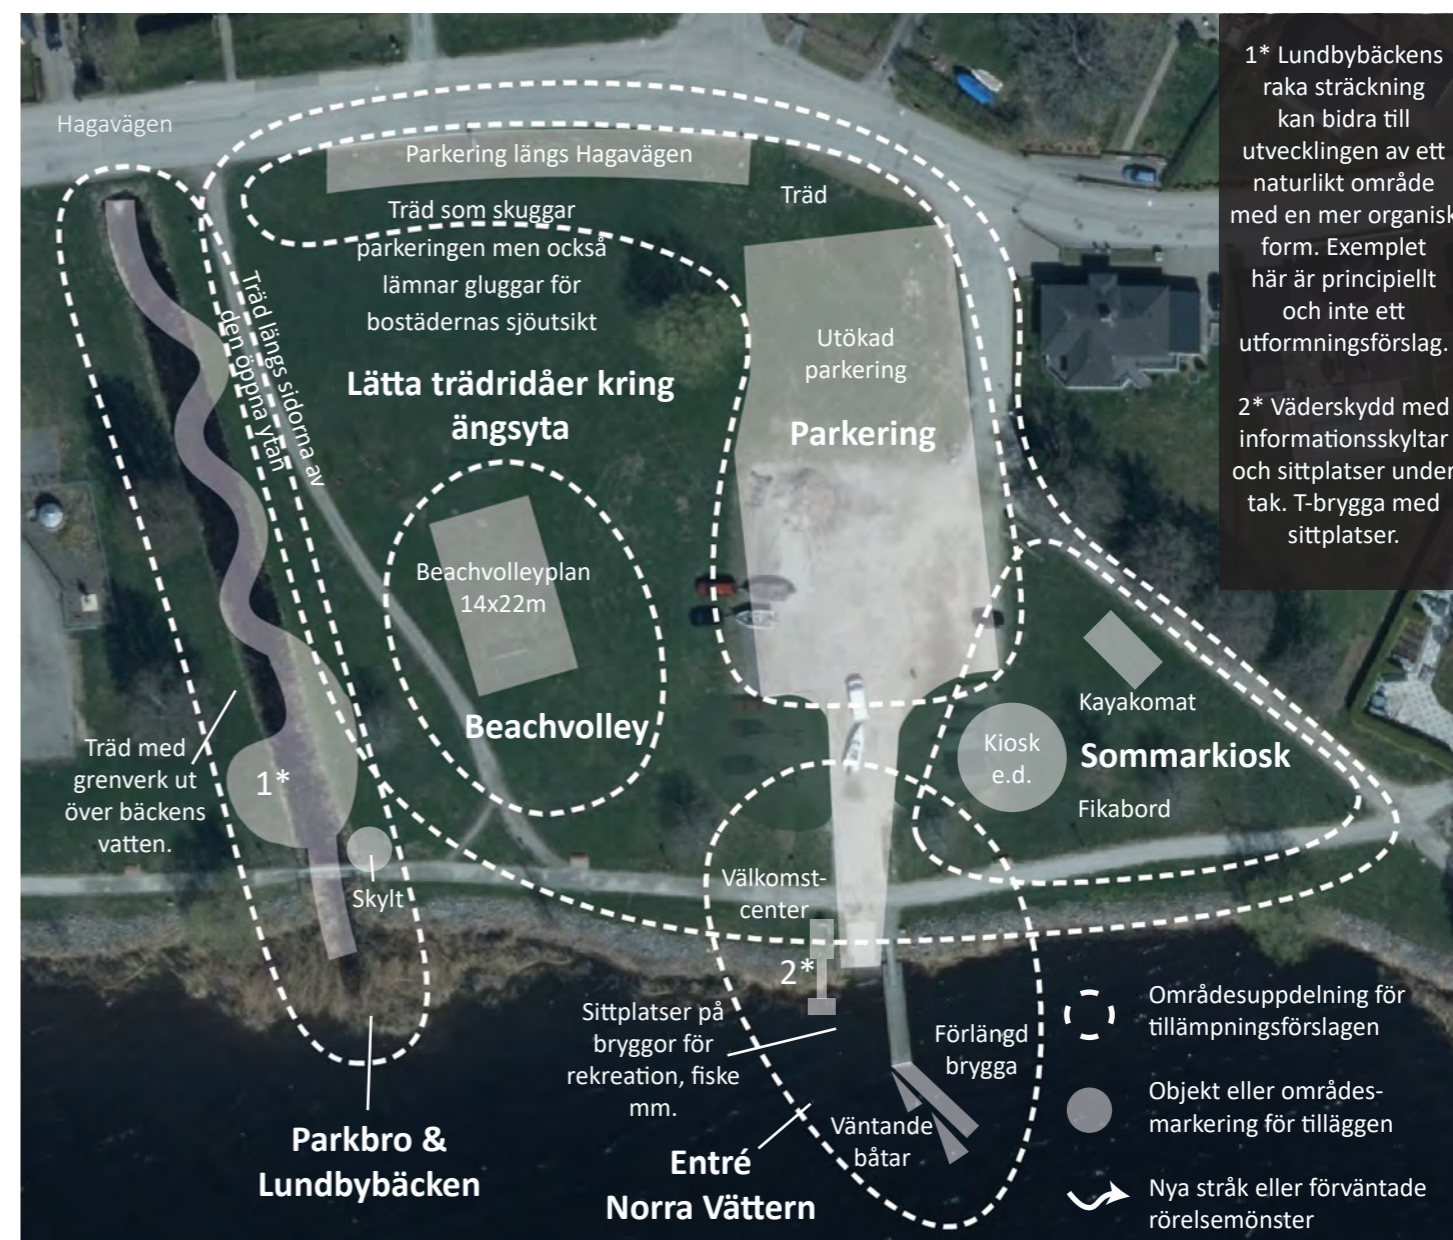 Hagavägen
Parkering längs Hagavägen
Träd
Träd som skuggar
parkeringen men också
lämnar gluggar för
bostädernas sjöutsikt
Träd längs sidorna av
den öppna ytan
Lätta trädridåer kring
ängsyta
Utökad
parkering
Parkering
Beachvolleyplan
14x22m
Beachvolley
Träd med
grenverk ut
över bäckens
vatten.
1*
Skylt
Kayakomat
Kiosk
e.d.
Sommarkiosk
Fikabord
Välkomst-
center
2*
Sittplatser på
bryggor för
rekreation, fiske
mm.
Förlängd
brygga
Väntande
båtar
Parkbro &
Lundbybäcken
Entré
Norra Vättern
1* Lundbybäckens
raka sträckning
kan bidra till
utvecklingen av ett
naturlikt område
med en mer organisk
form. Exemplet
här är principiellt
och inte ett
utformningsförslag.
2* Väderskydd med
informationsskyltar
och sittplatser under
tak. T-brygga med
sittplatser.
Områdesuppdelning för
tillämpningsförslagen
Objekt eller områdes-
markering för tilläggen
Nya stråk eller förväntade
rörelsemönster